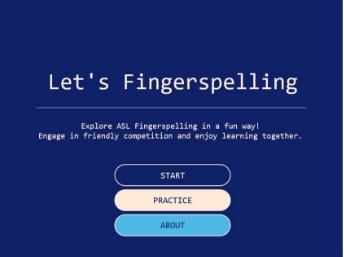 Let's Fingerspelling
Explore ASL Fingerspelling in a fun way!
Engage in friendly competition and enjoy learning together.
START
PRACTICE
ABOUT